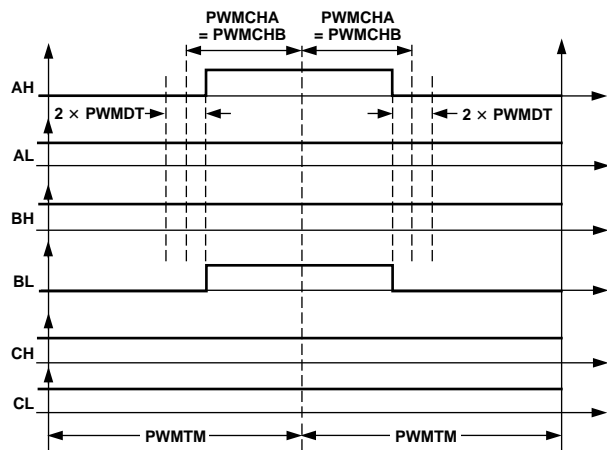 PWMCHA
= PWMCHB
PWMCHA
= PWMCHB
AH
2 × PWMDT
2 × PWMDT
AL
BH
BL
CH
CL
PWMTM
PWMTM